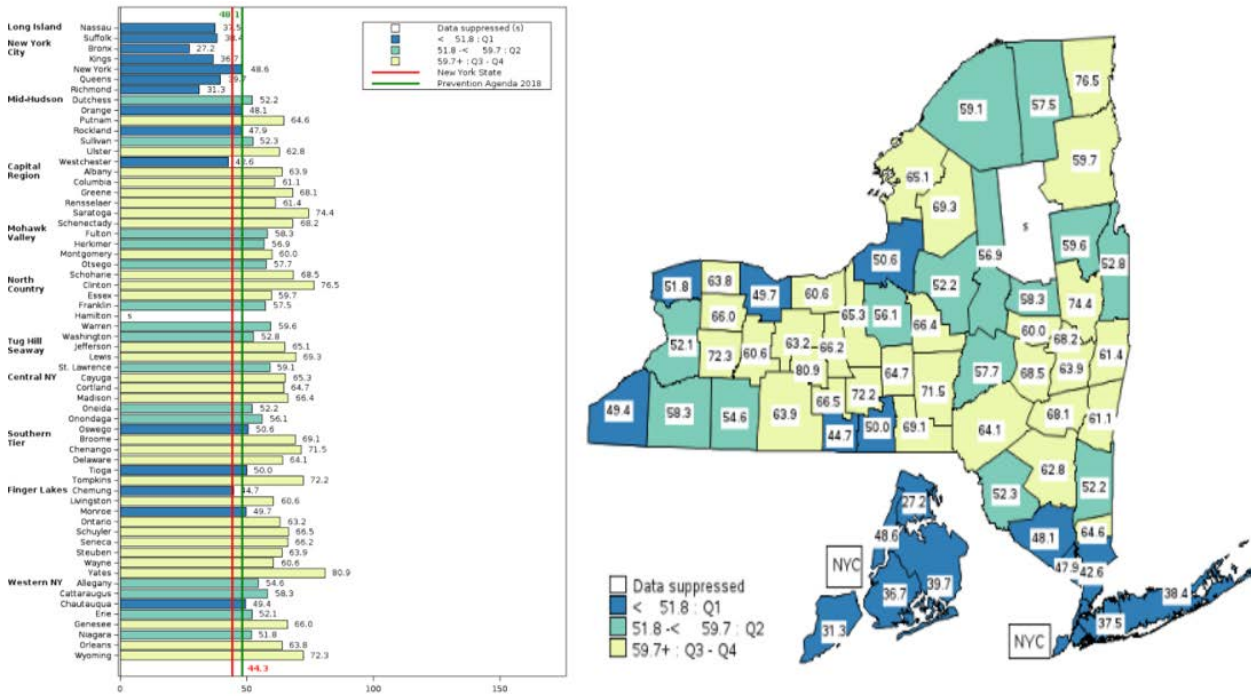 48.1
Long Island Nassau 37.5
Suffolk 38.4
New York City Bronx 27.2
Kings 36.7
New York 48.6
Queens 39.7
Richmond 31.3
Mid-Hudson Dutchess 52.2
Orange 48.1
Putnam 64.6
Rockland 47.9
Sullivan 52.3
Ulster 62.8
Westchester 42.6
Capital Region Albany 63.9
Columbia 61.1
Greene 68.1
Rensselaer 61.4
Saratoga 74.4
Schenectady 68.2
Mohawk Valley Fulton 58.3
Herkimer 56.9
Montgomery 60.0
Otsego 57.7
Schoharie 68.5
North Country Clinton 76.5
Essex 59.7
Franklin 57.5
Hamilton s
Warren 59.6
Washington 52.8
Tug Hill Seaway Jefferson 65.1
Lewis 69.3
St. Lawrence 59.1
Central NY Cayuga 65.3
Cortland 64.7
Madison 66.4
Oneida 52.2
Onondaga 56.1
Oswego 50.6
Southern Tier Broome 69.1
Chenango 71.5
Delaware 64.1
Tioga 50.0
Tompkins 72.2
Finger Lakes Chemung 44.7
Livingston 60.6
Monroe 49.7
Ontario 63.2
Schuyler 66.5
Seneca 66.2
Steuben 63.9
Wayne 60.6
Yates 80.9
Western NY Allegany 54.6
Cattaraugus 58.3
Chautauqua 49.4
Erie 52.1
Genesee 66.0
Niagara 51.8
Orleans 63.8
Wyoming 72.3
44.3
0 50 100 150
Data suppressed (s)
< 51.8 : Q1
51.8 -< 59.7 : Q2
59.7+ : Q3 - Q4
New York State
Prevention Agenda 2018
76.5
59.1 57.5
59.7
65.1
69.3
s
50.6 56.9 59.6 52.8
51.8 63.8 49.7 60.6 52.2
66.0 65.3 56.1 58.3 74.4
66.4 60.0
52.1 63.2 66.2 68.2
72.3 60.6 61.4
80.9 64.7 57.7 68.5 63.9
66.5 72.2 71.5
49.4 58.3 54.6 63.9 68.1 61.1
44.7 50.0 69.1 64.1
62.8
52.3 52.2
27.2
48.6 48.1 64.6
NYC 47.9 42.6
36.7 39.7
38.4
31.3 37.5
NYC
Data suppressed
< 51.8 : Q1
51.8 -< 59.7 : Q2
59.7+ : Q3 - Q4